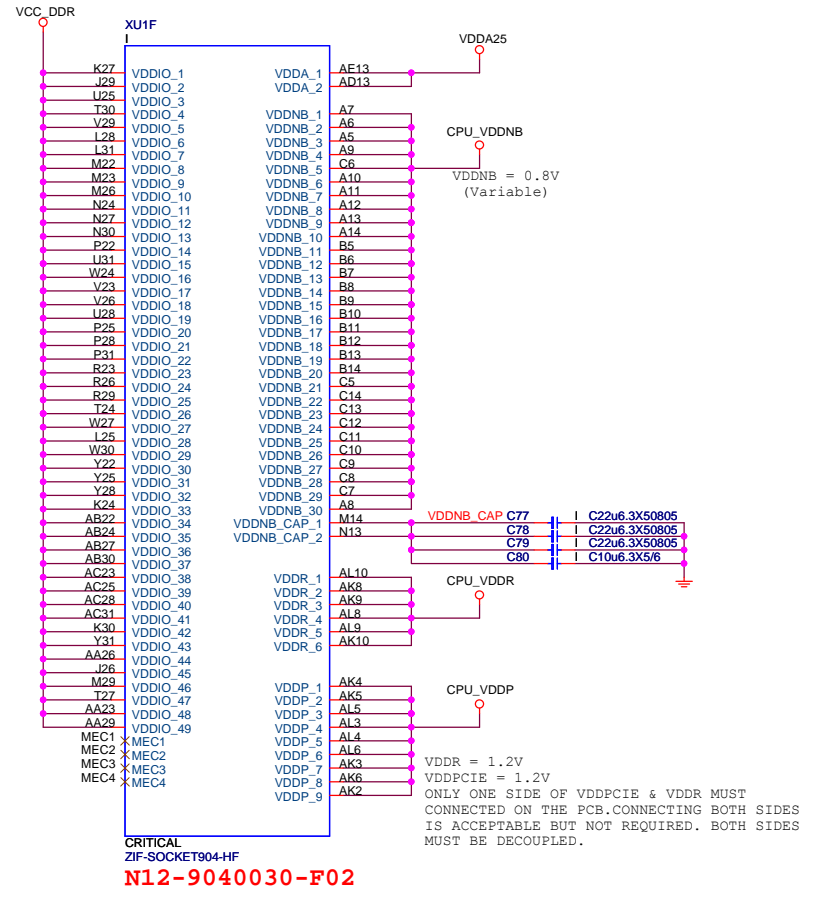 VCC_DDR
XU1F
I
VDDA25
K27 VDDIO_1 VDDA_1 AE13
J29 VDDIO_2 VDDA_2 AD13
U25 VDDIO_3
T30 VDDIO_4 VDDNB_1 A7
V29 VDDIO_5 VDDNB_2 A6
L28 VDDIO_6 VDDNB_3 A5
L31 VDDIO_7 VDDNB_4 A9
M22 VDDIO_8 VDDNB_5 C6
M23 VDDIO_9 VDDNB_6 A10
M26 VDDIO_10 VDDNB_7 A11
N24 VDDIO_11 VDDNB_8 A12
N27 VDDIO_12 VDDNB_9 A13
N30 VDDIO_13 VDDNB_10 A14
P22 VDDIO_14 VDDNB_11 B5
U31 VDDIO_15 VDDNB_12 B6
W24 VDDIO_16 VDDNB_13 B7
V23 VDDIO_17 VDDNB_14 B8
V26 VDDIO_18 VDDNB_15 B9
U28 VDDIO_19 VDDNB_16 B10
P25 VDDIO_20 VDDNB_17 B11
P28 VDDIO_21 VDDNB_18 B12
P31 VDDIO_22 VDDNB_19 B13
R23 VDDIO_23 VDDNB_20 B14
R26 VDDIO_24 VDDNB_21 C5
R29 VDDIO_25 VDDNB_22 C14
T24 VDDIO_26 VDDNB_23 C13
W27 VDDIO_27 VDDNB_24 C12
L25 VDDIO_28 VDDNB_25 C11
W30 VDDIO_29 VDDNB_26 C10
Y22 VDDIO_30 VDDNB_27 C9
Y25 VDDIO_31 VDDNB_28 C8
Y28 VDDIO_32 VDDNB_29 C7
K24 VDDIO_33 VDDNB_30 A8
AB22 VDDIO_34 VDDNB_CAP_1 M14
AB24 VDDIO_35 VDDNB_CAP_2 N13
AB27 VDDIO_36
AB30 VDDIO_37
AC23 VDDIO_38 VDDR_1 AL10
AC25 VDDIO_39 VDDR_2 AK8
AC28 VDDIO_40 VDDR_3 AK9
AC31 VDDIO_41 VDDR_4 AL8
K30 VDDIO_42 VDDR_5 AL9
Y31 VDDIO_43 VDDR_6 AK10
AA26 VDDIO_44
J26 VDDIO_45
M29 VDDIO_46 VDDP_1 AK4
T27 VDDIO_47 VDDP_2 AK5
AA23 VDDIO_48 VDDP_3 AL5
AA29 VDDIO_49 VDDP_4 AL3
MEC1 MEC1 VDDP_5 AL4
MEC2 MEC2 VDDP_6 AL6
MEC3 MEC3 VDDP_7 AK3
MEC4 MEC4 VDDP_8 AK6
VDDP_9 AK2
CPU_VDDNB
VDDNB = 0.8V
(Variable)
VDDNB_CAP C77 I C22u6.3X50805
C78 I C22u6.3X50805
C79 I C22u6.3X50805
C80 I C10u6.3X5/6
CPU_VDDR
CPU_VDDP
VDDR = 1.2V
VDDPCIE = 1.2V
ONLY ONE SIDE OF VDDPCIE & VDDR MUST
CONNECTED ON THE PCB.CONNECTING BOTH SIDES
IS ACCEPTABLE BUT NOT REQUIRED. BOTH SIDES
MUST BE DECOUPLED.
CRITICAL
ZIF-SOCKET904-HF
N12-9040030-F02